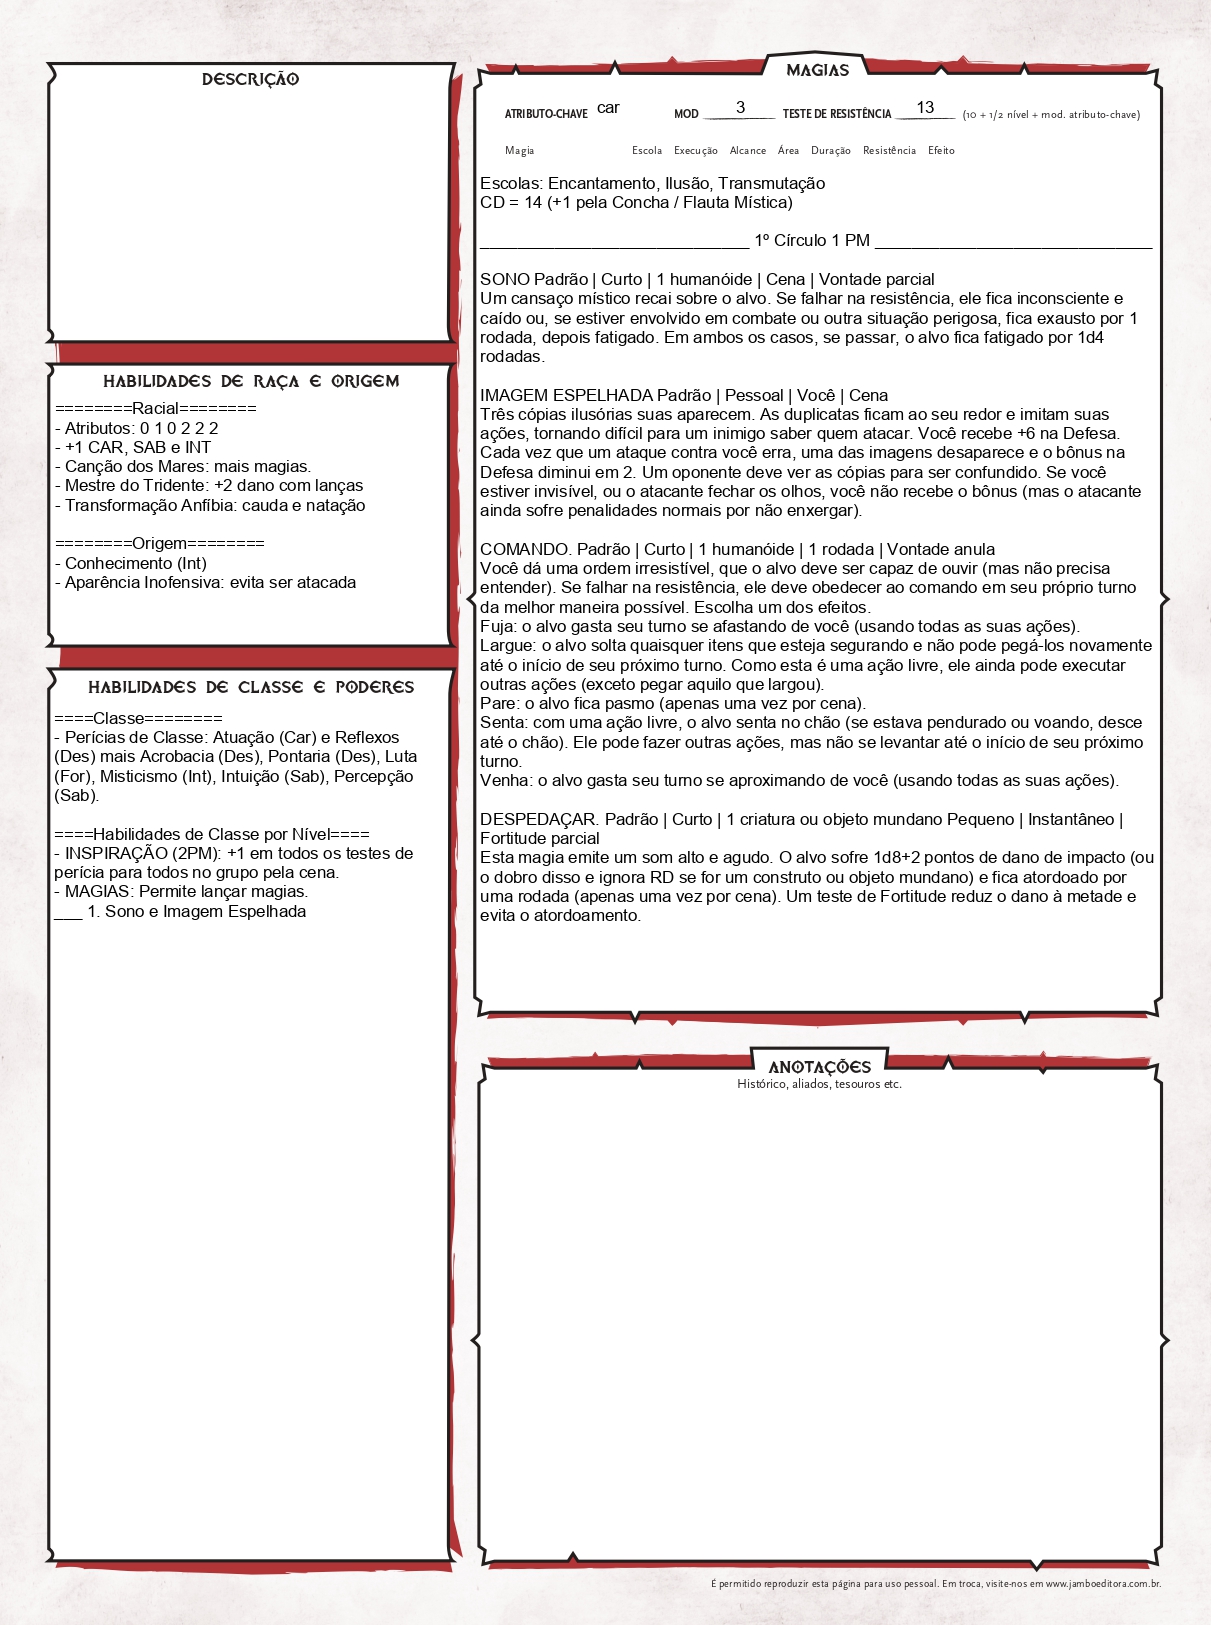 DESCRIÇÃO
HABILIDADES DE RAÇA E ORIGEM
========Racial========
- Atributos: 0 1 0 2 2 2
- +1 CAR, SAB e INT
- Canção dos Mares: mais magias.
- Mestre do Tridente: +2 dano com lanças
- Transformação Anfíbia: cauda e natação
========Origem========
- Conhecimento (Int)
- Aparência Inofensiva: evita ser atacada
HABILIDADES DE CLASSE E PODERES
====Classe========
- Perícias de Classe: Atuação (Car) e Reflexos
(Des) mais Acrobacia (Des), Pontaria (Des), Luta
(For), Misticismo (Int), Intuição (Sab), Percepção
(Sab).
====Habilidades de Classe por Nível====
- INSPIRAÇÃO (2PM): +1 em todos os testes de
perícia para todos no grupo pela cena.
- MAGIAS: Permite lançar magias.
___ 1. Sono e Imagem Espelhada
MAGIAS
ATRIBUTO-CHAVE car MOD 3 TESTE DE RESISTÊNCIA 13 (10 + 1/2 nível + mod. atributo-chave)
Magia Escola Execução Alcance Área Duração Resistência Efeito
Escolas: Encantamento, Ilusão, Transmutação
CD = 14 (+1 pela Concha / Flauta Mística)
_____________________________ 1º Círculo 1 PM ______________________________
SONO Padrão | Curto | 1 humanóide | Cena | Vontade parcial
Um cansaço místico recai sobre o alvo. Se falhar na resistência, ele fica inconsciente e
caído ou, se estiver envolvido em combate ou outra situação perigosa, fica exausto por 1
rodada, depois fatigado. Em ambos os casos, se passar, o alvo fica fatigado por 1d4
rodadas.
IMAGEM ESPELHADA Padrão | Pessoal | Você | Cena
Três cópias ilusórias suas aparecem. As duplicatas ficam ao seu redor e imitam suas
ações, tornando difícil para um inimigo saber quem atacar. Você recebe +6 na Defesa.
Cada vez que um ataque contra você erra, uma das imagens desaparece e o bônus na
Defesa diminui em 2. Um oponente deve ver as cópias para ser confundido. Se você
estiver invisível, ou o atacante fechar os olhos, você não recebe o bônus (mas o atacante
ainda sofre penalidades normais por não enxergar).
COMANDO. Padrão | Curto | 1 humanóide | 1 rodada | Vontade anula
Você dá uma ordem irresistível, que o alvo deve ser capaz de ouvir (mas não precisa
entender). Se falhar na resistência, ele deve obedecer ao comando em seu próprio turno
da melhor maneira possível. Escolha um dos efeitos.
Fuja: o alvo gasta seu turno se afastando de você (usando todas as suas ações).
Largue: o alvo solta quaisquer itens que esteja segurando e não pode pegá-los novamente
até o início de seu próximo turno. Como esta é uma ação livre, ele ainda pode executar
outras ações (exceto pegar aquilo que largou).
Pare: o alvo fica pasmo (apenas uma vez por cena).
Senta: com uma ação livre, o alvo senta no chão (se estava pendurado ou voando, desce
até o chão). Ele pode fazer outras ações, mas não se levantar até o início de seu próximo
turno.
Venha: o alvo gasta seu turno se aproximando de você (usando todas as suas ações).
DESPEDAÇAR. Padrão | Curto | 1 criatura ou objeto mundano Pequeno | Instantâneo |
Fortitude parcial
Esta magia emite um som alto e agudo. O alvo sofre 1d8+2 pontos de dano de impacto (ou
o dobro disso e ignora RD se for um construto ou objeto mundano) e fica atordoado por
uma rodada (apenas uma vez por cena). Um teste de Fortitude reduz o dano à metade e
evita o atordoamento.
ANOTAÇÕES
Histórico, aliados, tesouros etc.
É permitido reproduzir esta página para uso pessoal. Em troca, visite-nos em www.jamboeditora.com.br.